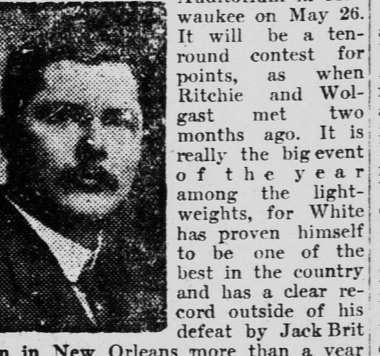 waukee on May 26.
It will be a ten-
round contest for
points, as when
Ritchie and Wol-
gast met two
months ago. It is
really the big event
of the year
among the light-
weights, for White
has proven himself
to be one of the
best in the country
and has a clear re-
cord outside of his
defeat by Jack Brit
n in New Orleans more than a year